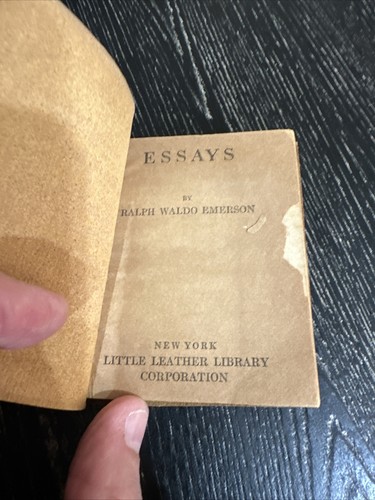 ESSAYS
BY
RALPH WALDO EMERSON
NEW YORK
LITTLE LEATHER LIBRARY
CORPORATION